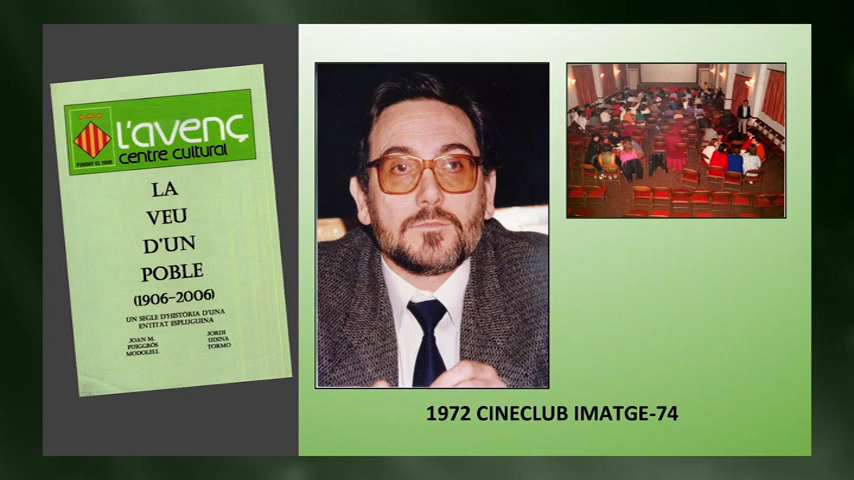 FUNDAT EL 1906
l'avenç
centre cultural
LA
VEU
D'UN
POBLE
(1906-2006)
UN SEGLE D'HISTÒRIA D'UNA
ENTITAT ESPLUGUINA
JOAN M.
PUIGGRÒS
MODOLELL
JORDI
UDINA
TORMO
1972 CINECLUB IMATGE-74